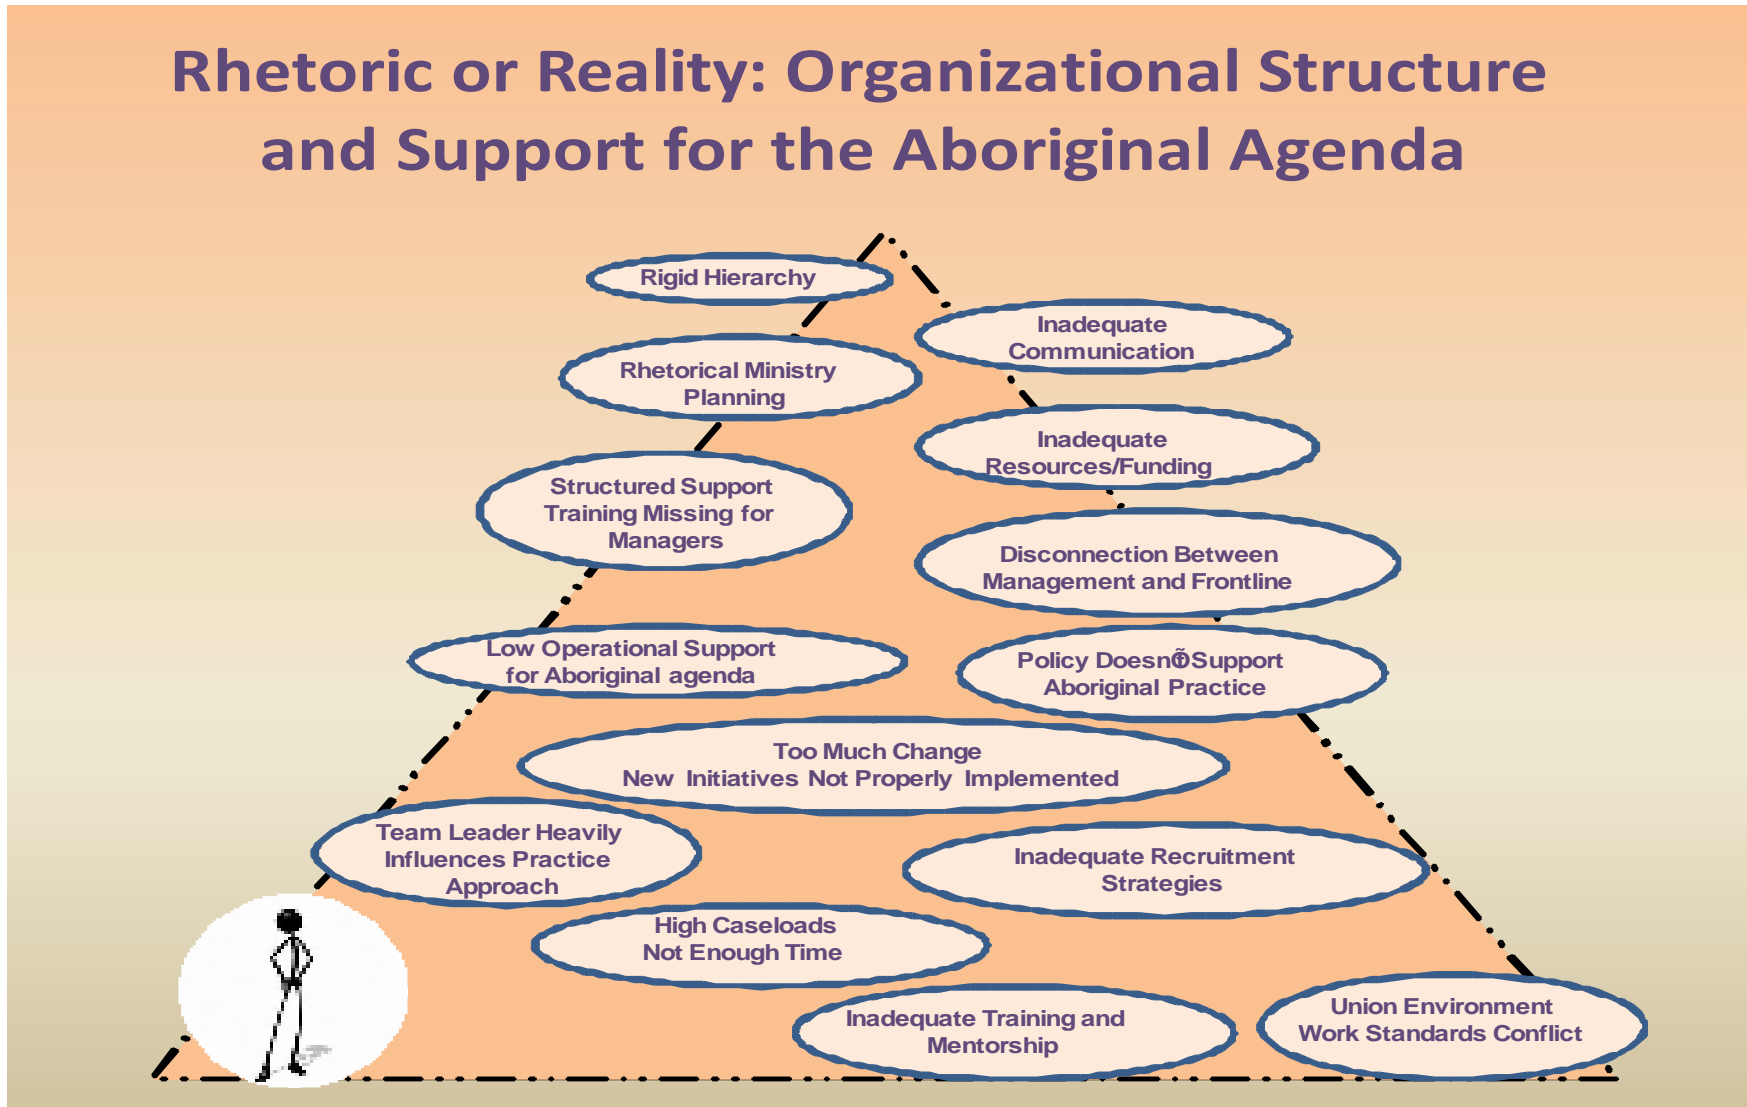 Rhetoric or Reality: Organizational Structure
and Support for the Aboriginal Agenda
Rigid Hierarchy
Inadequate
Communication
Rhetorical Ministry
Planning
Inadequate
Resources/Funding
Structured Support
Training Missing for
Managers
Disconnection Between
Management and Frontline
Low Operational Support
for Aboriginal agenda
Policy DoesnÕt Support
Aboriginal Practice
Too Much Change
New Initiatives Not Properly Implemented
Team Leader Heavily
Influences Practice
Approach
Inadequate Recruitment
Strategies
High Caseloads
Not Enough Time
Inadequate Training and
Mentorship
Union Environment
Work Standards Conflict